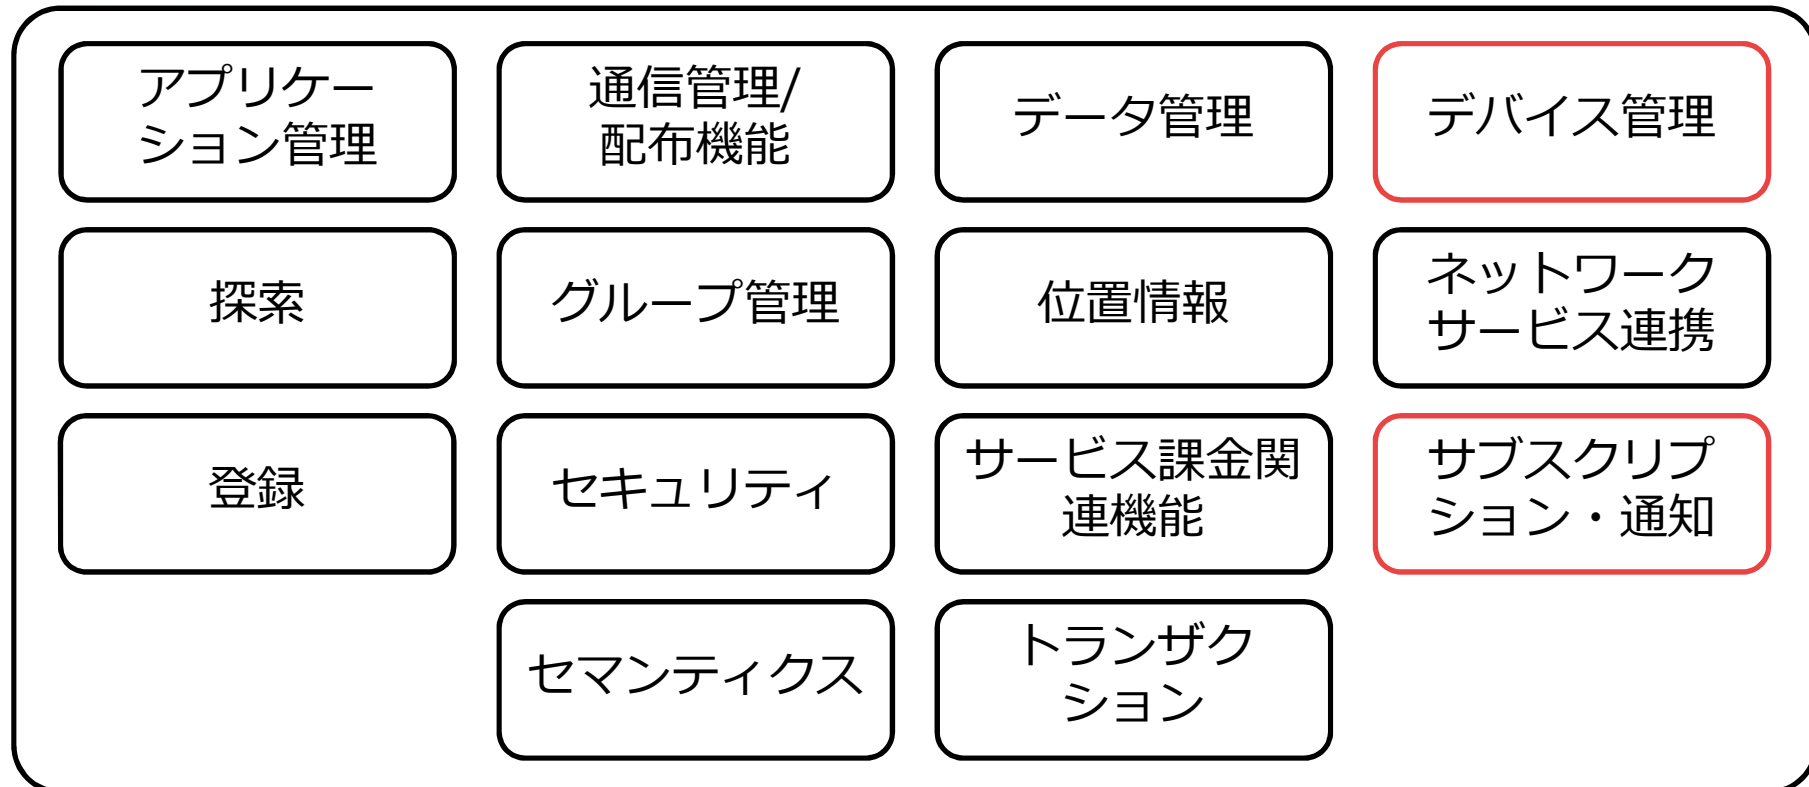 アプリケー
ション管理
通信管理/
配布機能
データ管理
デバイス管理
探索
グループ管理
位置情報
ネットワーク
サービス連携
登録
セキュリティ
サービス課金関
連機能
サブスクリプ
ション・通知
セマンティクス
トランザク
ション